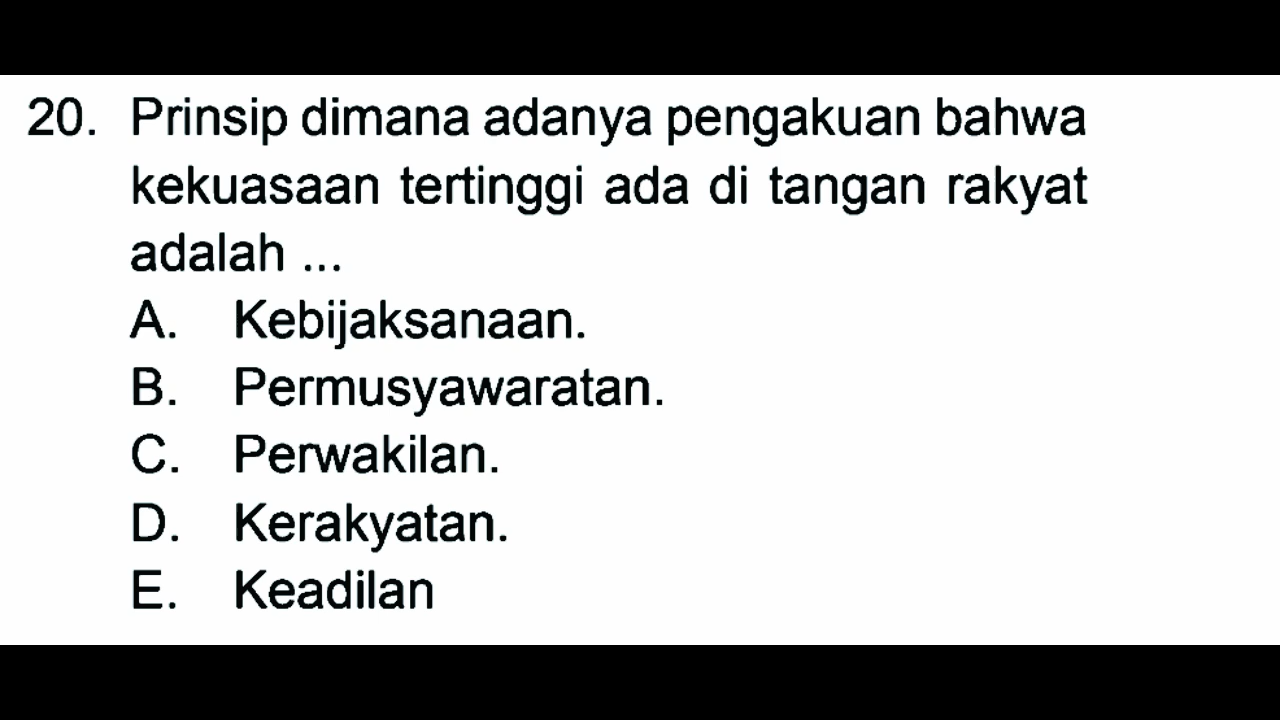 20. Prinsip dimana adanya pengakuan bahwa
kekuasaan tertinggi ada di tangan rakyat
adalah ...
A. Kebijaksanaan.
B. Permusyawaratan.
C. Perwakilan.
D. Kerakyatan.
E. Keadilan